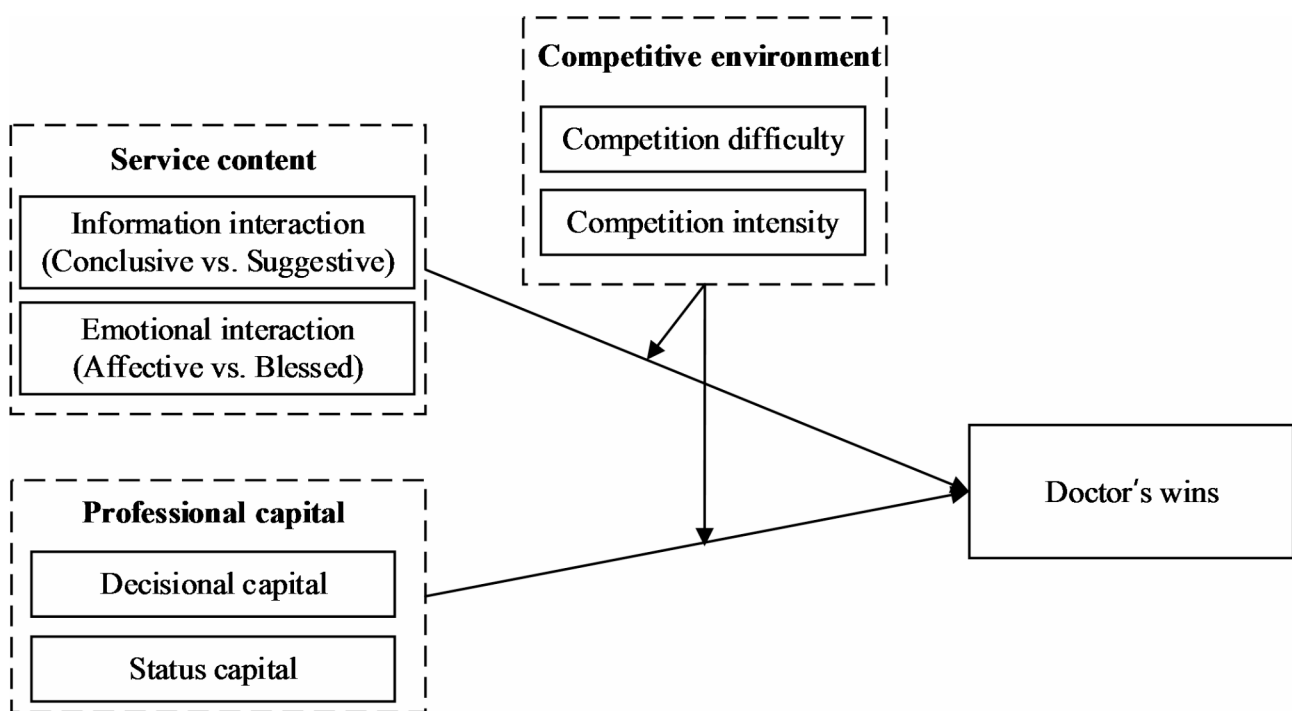 Competitive environment
Competition difficulty
Competition intensity
Service content
Information interaction
(Conclusive vs. Suggestive)
Emotional interaction
(Affective vs. Blessed)
Professional capital
Decisional capital
Status capital
Doctor's wins